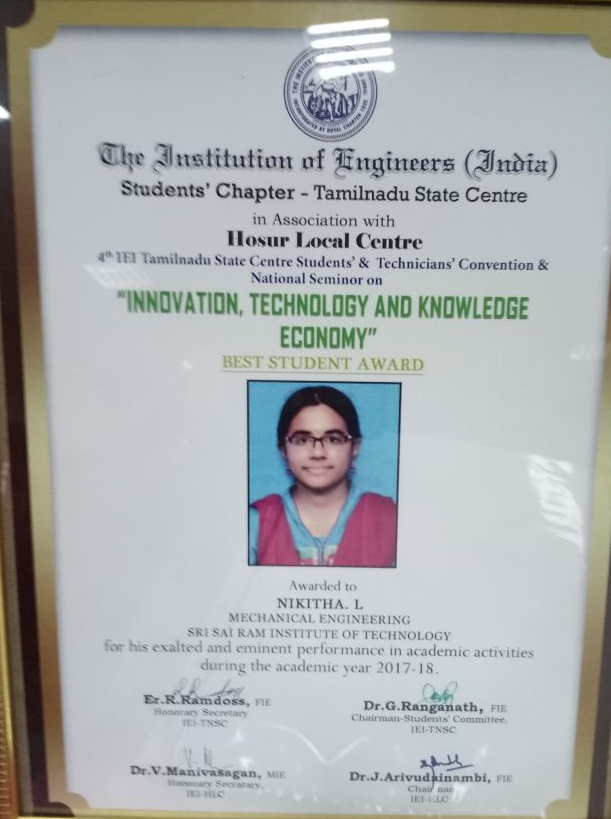 The Institution of Engineers (India)
Students' Chapter - Tamilnadu State Centre
in Association with
Hosur Local Centre
4th IEI Tamilnadu State Centre Students' & Technicians' Convention &
National Seminar on
"INNOVATION, TECHNOLOGY AND KNOWLEDGE
ECONOMY"
BEST STUDENT AWARD
Awarded to
NIKITHA. L
MECHANICAL ENGINEERING
SRI SAI RAM INSTITUTE OF TECHNOLOGY
for his exalted and eminent performance in academic activities
during the academic year 2017-18.
Er.R.Ramdoss, FIE
Honorary Secretary
IEI-TNSC
Dr.G.Ranganath, FIE
Chairman-Students' Committee,
IEI-TNSC
Dr.V.Manivasagan, MIE
Honorary Secratary,
IEI-HLC
Dr.J.Arivudainambi, FIE
Chairman,
IEI-HLC